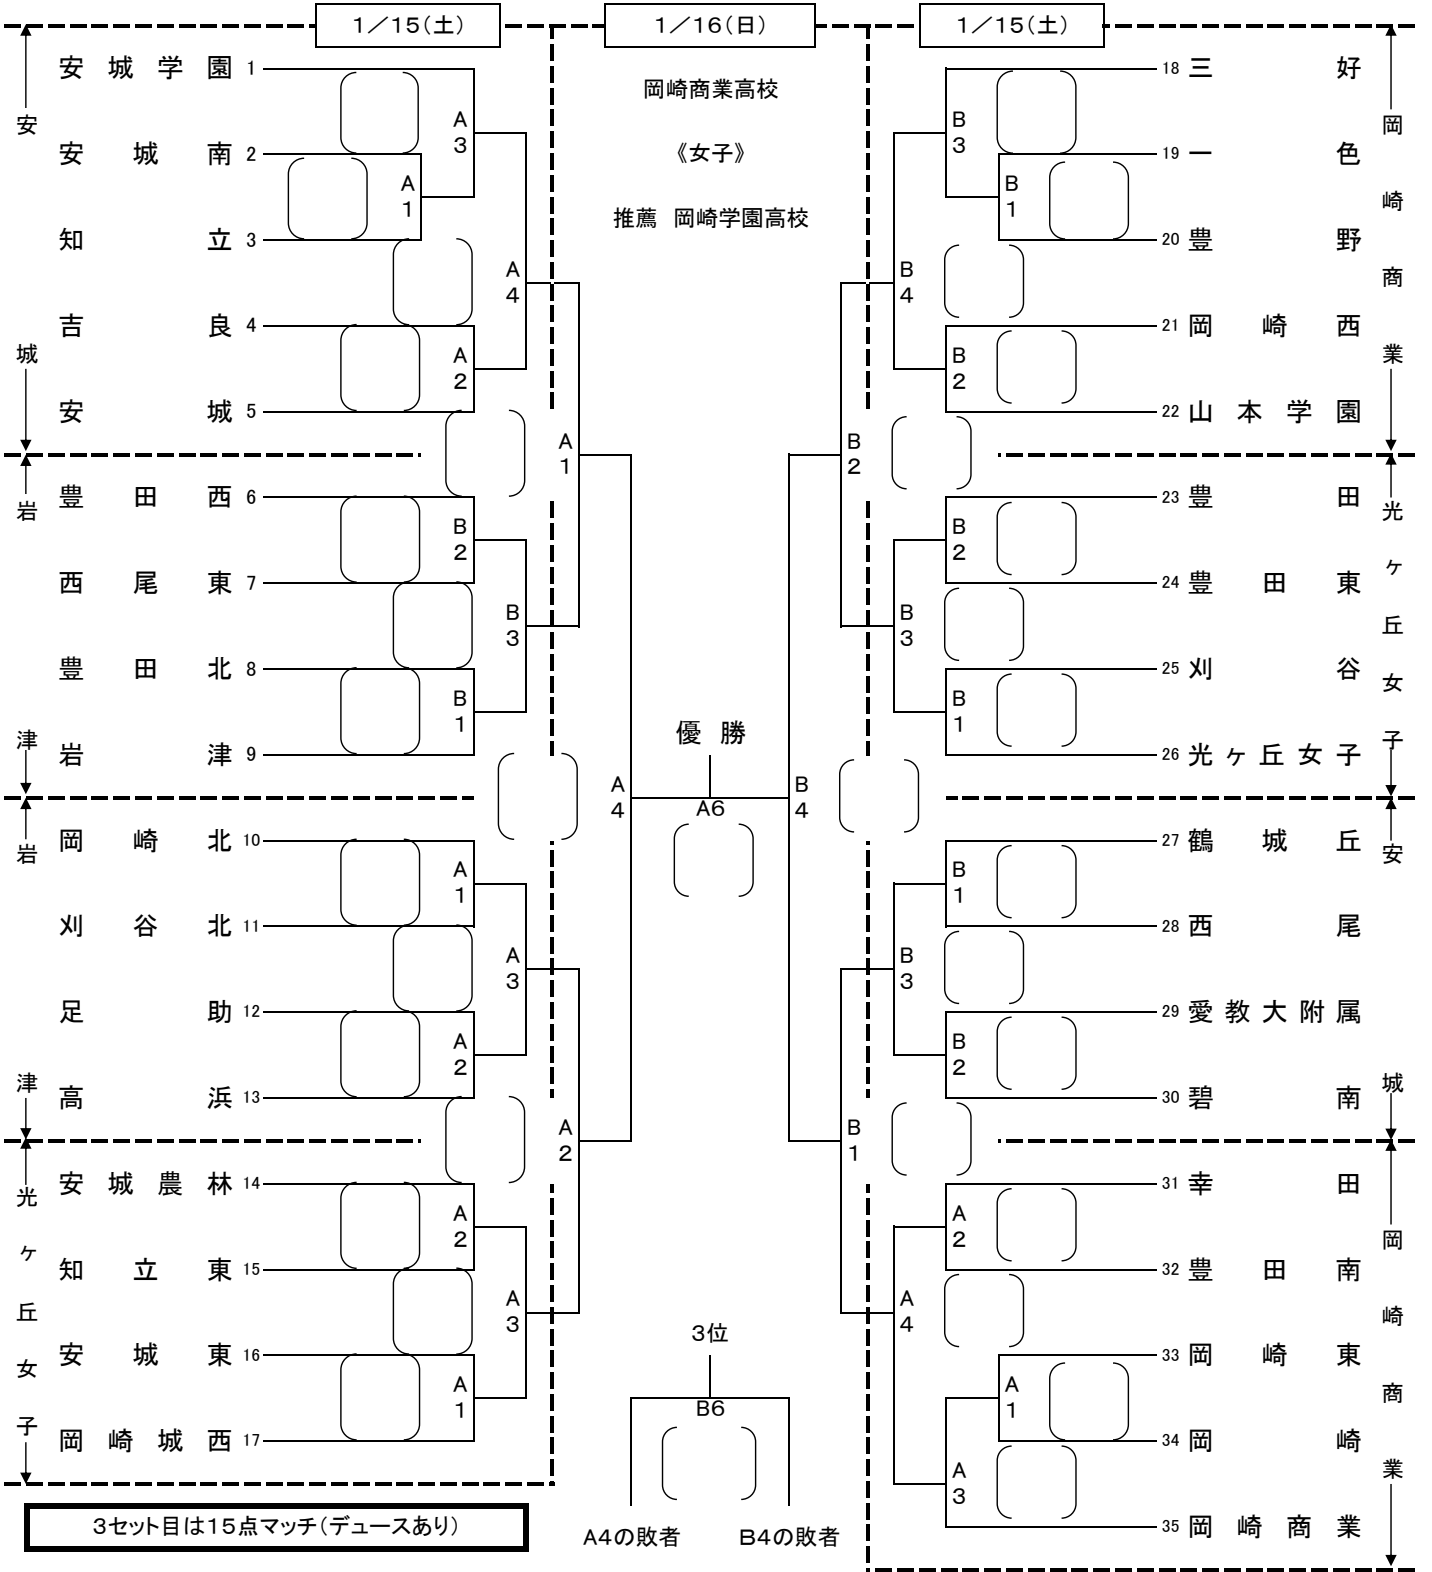 1／15（土）
1／16（日）
1／15（土）
岡崎商業高校
《女子》
推薦　岡崎学園高校
安城
安城学園 1
安城南 2
知立 3
吉良 4
安城 5
A3
A1
A4
A2
A1
岩津
豊田西 6
西尾東 7
豊田北 8
岩津 9
B2
B3
B1
A4
岩津
岡崎北 10
刈谷北 11
足助 12
高浜 13
A1
A3
A2
A2
光ヶ丘女子
安城農林 14
知立東 15
安城東 16
岡崎城西 17
A2
A3
A1
優勝
A6
3位
B6
A4の敗者
B4の敗者
岡崎商業
18 三好
19 一色
20 豊野
21 岡崎西
22 山本学園
B3
B1
B4
B2
B2
光ヶ丘女子
23 豊田
24 豊田東
25 刈谷
26 光ヶ丘女子
B2
B3
B1
B4
安城
27 鶴城丘
28 西尾
29 愛教大附属
30 碧南
B1
B3
B2
B1
岡崎商業
31 幸田
32 豊田南
33 岡崎東
34 岡崎
35 岡崎商業
A2
A4
A1
A3
3セット目は15点マッチ（デュースあり）